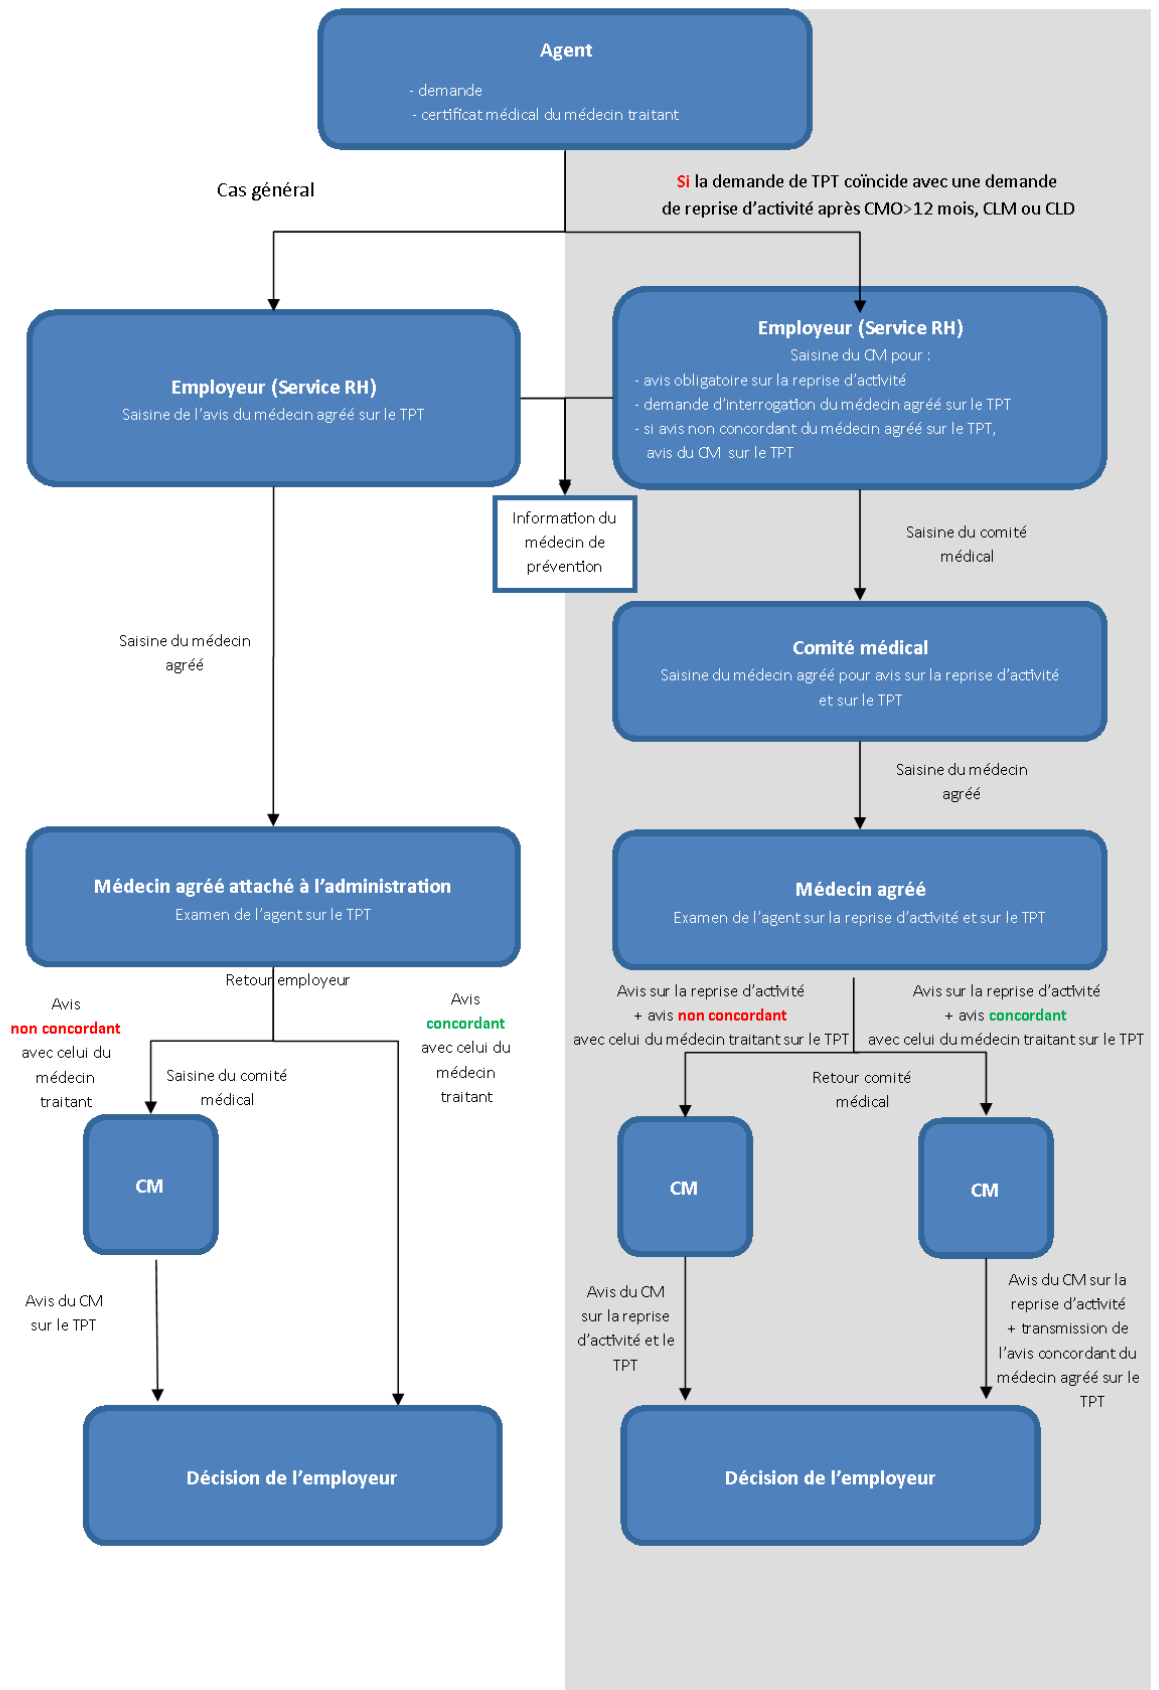 Agent
- demande
- certificat médical du médecin traitant
Cas général
Si la demande de TPT coïncide avec une demande
de reprise d’activité après CMO>12 mois, CLM ou CLD
Employeur (Service RH)
Saisine de l’avis du médecin agréé sur le TPT
Employeur (Service RH)
Saisine du CM pour :
- avis obligatoire sur la reprise d’activité
- demande d’interrogation du médecin agréé sur le TPT
- si avis non concordant du médecin agréé sur le TPT,
avis du CM sur le TPT
Information du
médecin de
prévention
Saisine du comité
médical
Saisine du médecin
agréé
Comité médical
Saisine du médecin agréé pour avis sur la reprise d’activité
et sur le TPT
Saisine du médecin
agréé
Médecin agréé attaché à l’administration
Examen de l’agent sur le TPT
Médecin agréé
Examen de l’agent sur la reprise d’activité et sur le TPT
Retour employeur
Avis
non concordant
avec celui du
médecin
traitant
Avis
concordant
avec celui du
médecin
traitant
Saisine du comité
médical
Avis sur la reprise d’activité
+ avis non concordant
avec celui du médecin traitant sur le TPT
Avis sur la reprise d’activité
+ avis concordant
avec celui du médecin traitant sur le TPT
Retour comité
médical
CM
CM
CM
Avis du CM
sur le TPT
Avis du CM
sur la reprise
d’activité et le
TPT
Avis du CM sur la
reprise d’activité
+ transmission de
l’avis concordant du
médecin agréé sur le
TPT
Décision de l’employeur
Décision de l’employeur